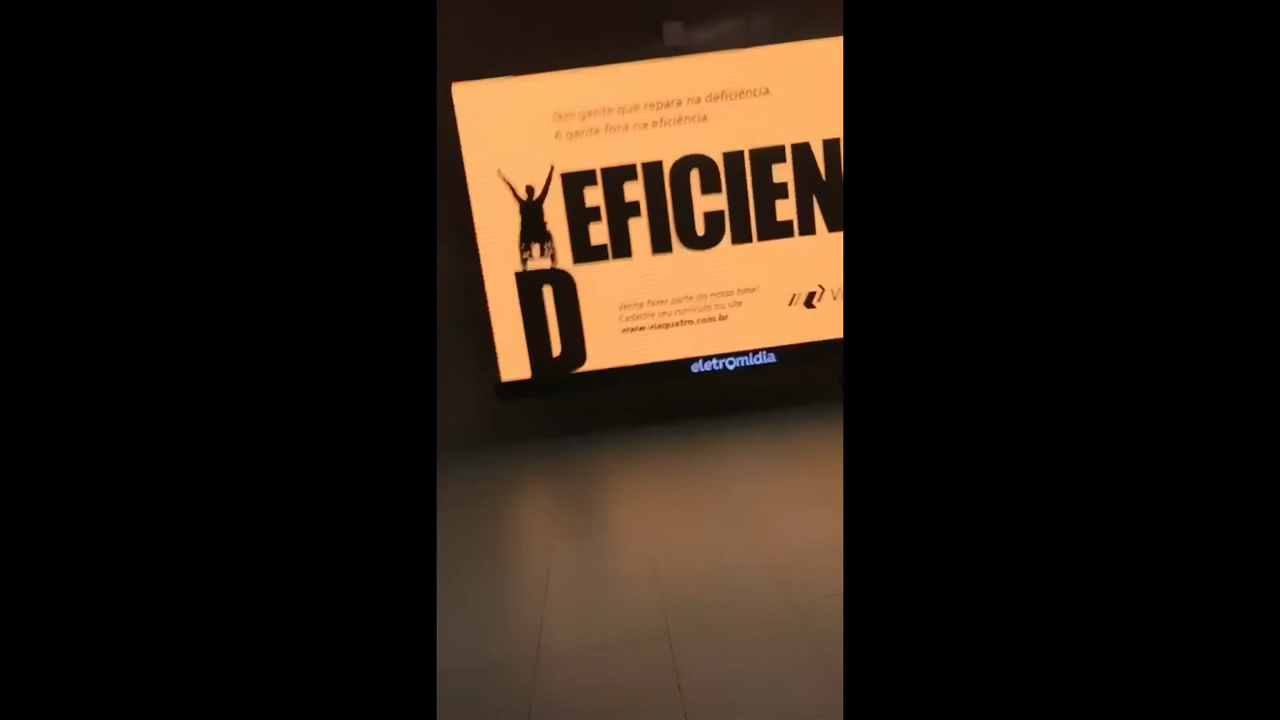 Tem gente que repara na deficiência.
A gente foca na eficiência.
EFICIEN
D
Venha fazer parte do nosso time!
Cadastre seu currículo no site
www.viaquatro.com.br
eletromidia